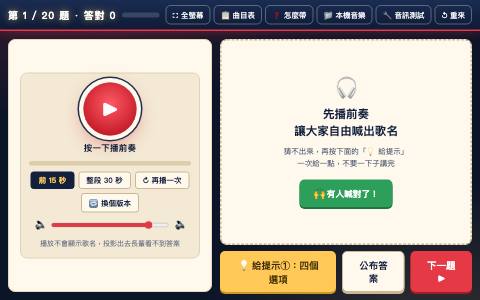 第 1 / 20 題 · 答對 0
全螢幕
曲目表
怎麼帶
本機音樂
音訊測試
↺ 重來
按一下播前奏
前 15 秒
整段 30 秒
↻ 再播一次
換個版本
播放不會顯示歌名，投影出去長輩看不到答案
先播前奏
讓大家自由喊出歌名
猜不出來，再按下面的「💡 給提示」
一次給一點，不要一下子講完
🙌 有人喊對了！
💡 給提示①：四個
選項
公布答
案
下一題
▶